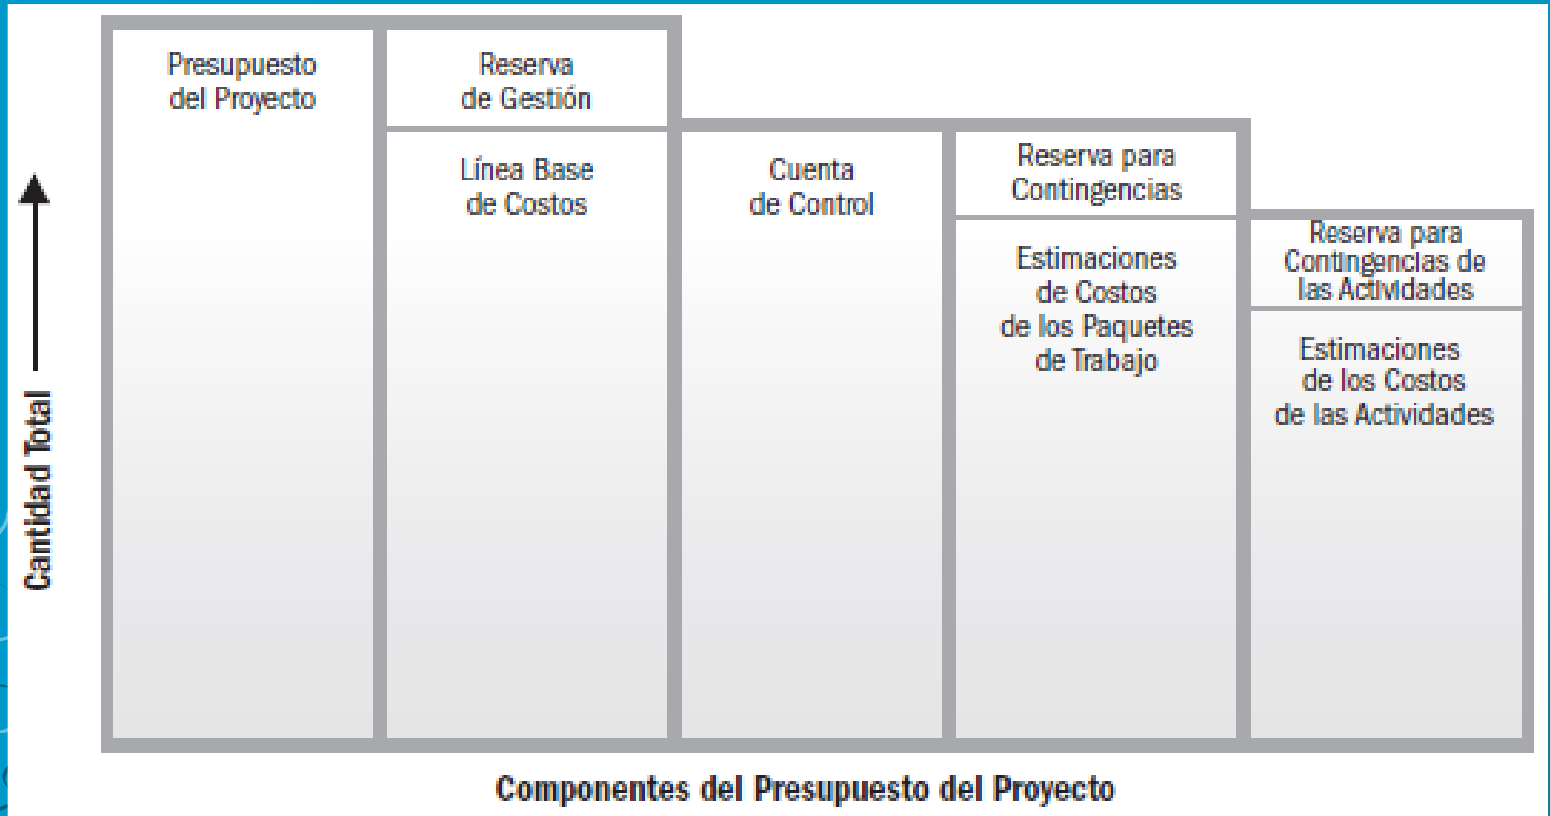 Presupuesto
del Proyecto
Reserva
de Gestión
Línea Base
de Costos
Cuenta
de Control
Reserva para
Contingencias
Estimaciones
de Costos
de los Paquetes
de Trabajo
Reserva para
Contingencias de
las Actividades
Estimaciones
de los Costos
de las Actividades
Cantidad Total
Componentes del Presupuesto del Proyecto